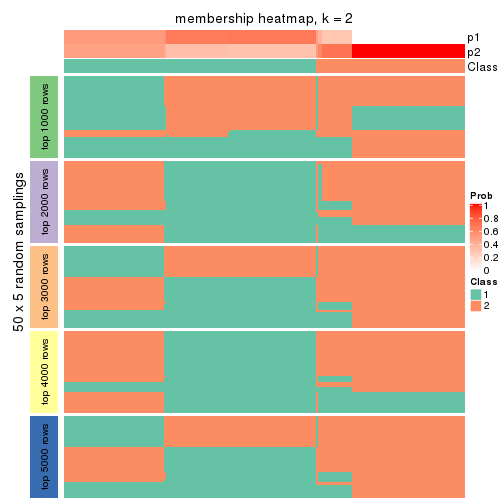 membership heatmap, k = 2
p1
p2
Class
50 x 5 random samplings
top 1000 rows
top 2000 rows
top 3000 rows
top 4000 rows
top 5000 rows
Prob
1
0.8
0.6
0.4
0.2
0
Class
1
2